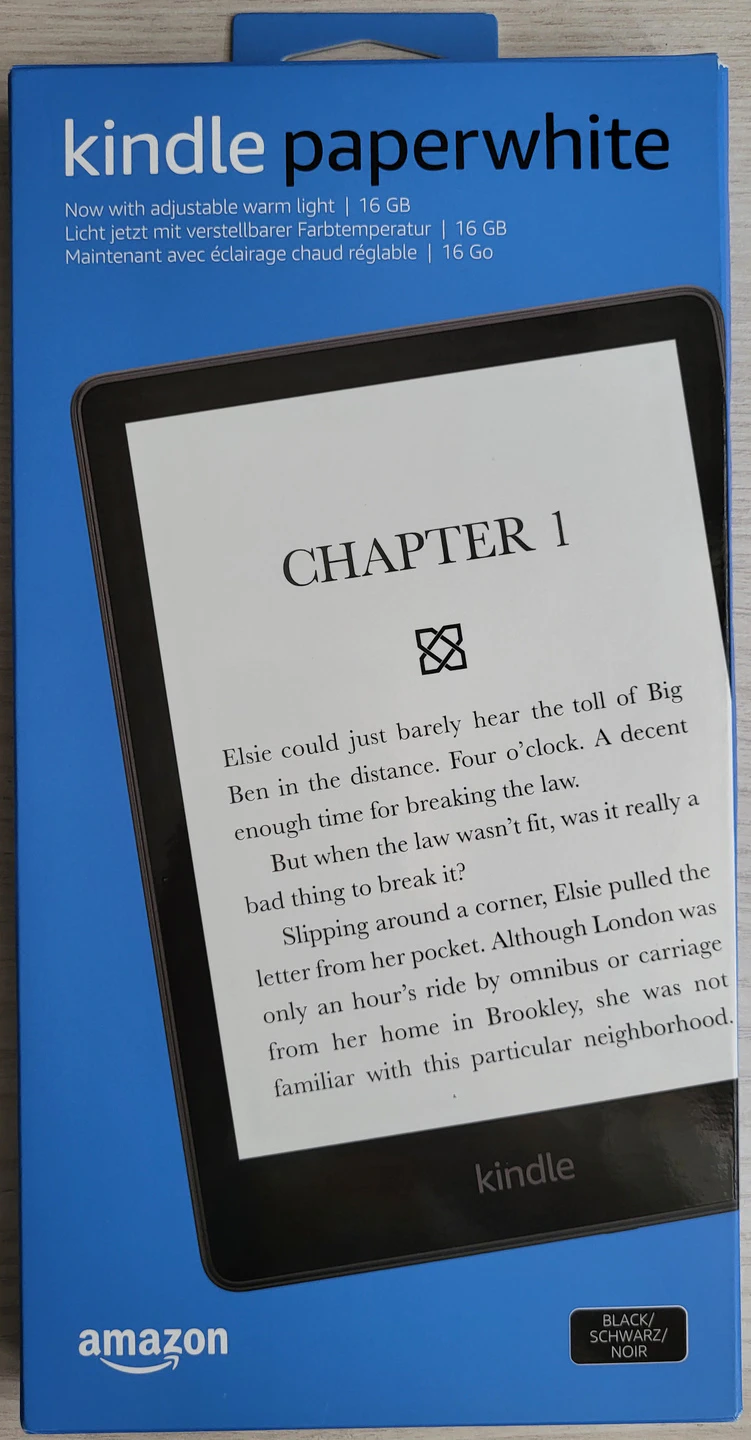 kindle paperwhite
Now with adjustable warm light | 16 GB
Licht jetzt mit verstellbarer Farbtemperatur | 16 GB
Maintenant avec éclairage chaud réglable | 16 Go
CHAPTER 1
Elsie could just barely hear the toll of Big
Ben in the distance. Four o'clock. A decent
enough time for breaking the law.
But when the law wasn't fit, was it really a
bad thing to break it?
Slipping around a corner, Elsie pulled the
letter from her pocket. Although London was
only an hour's ride by omnibus or carriage
from her home in Brookley, she was not
familiar with this particular neighborhood.
kindle
amazon
BLACK/
SCHWARZ/
NOIR